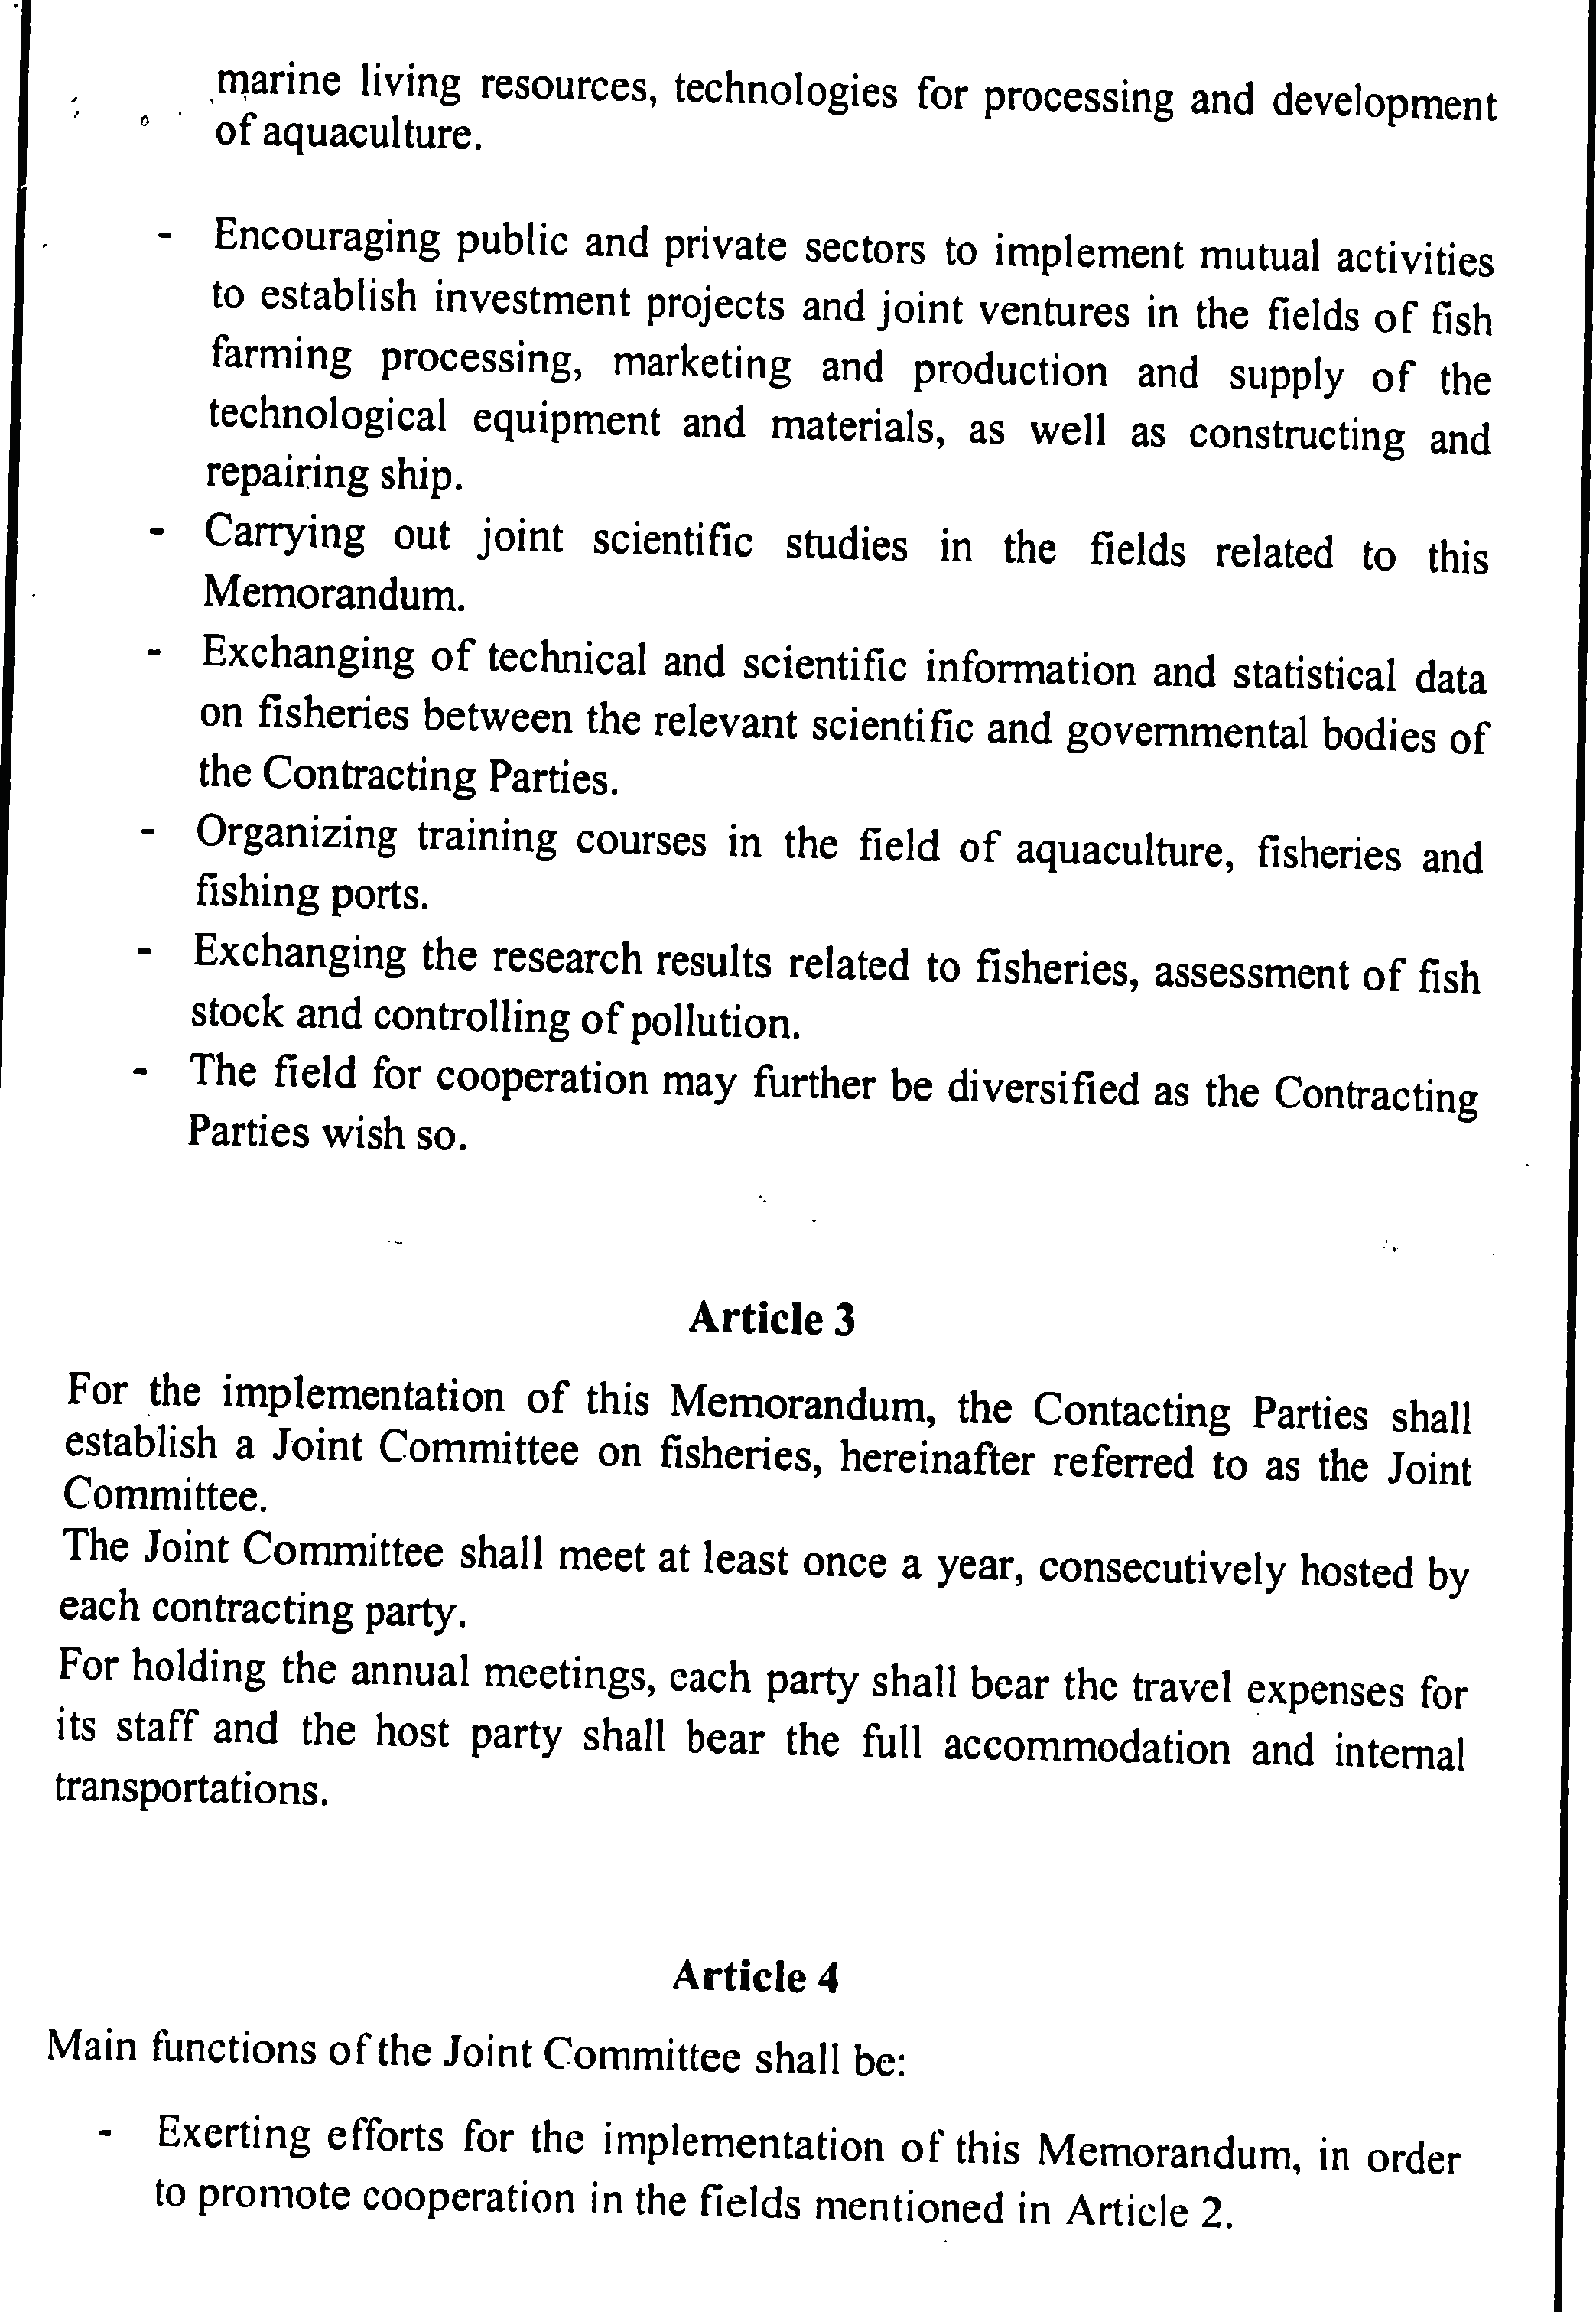 marine living resources, technologies for processing and development
of aquaculture.
- Encouraging public and private sectors to implement mutual activities
to establish investment projects and joint ventures in the fields of fish
farming processing, marketing and production and supply of the
technological equipment and materials, as well as constructing and
repairing ship.
- Carrying out joint scientific studies in the fields related to this
Memorandum.
- Exchanging of technical and scientific information and statistical data
on fisheries between the relevant scientific and governmental bodies of
the Contracting Parties.
- Organizing training courses in the field of aquaculture, fisheries and
fishing ports.
- Exchanging the research results related to fisheries, assessment of fish
stock and controlling of pollution.
- The field for cooperation may further be diversified as the Contracting
Parties wish so.
Article 3
For the implementation of this Memorandum, the Contacting Parties shall
establish a Joint Committee on fisheries, hereinafter referred to as the Joint
Committee.
The Joint Committee shall meet at least once a year, consecutively hosted by
each contracting party.
For holding the annual meetings, each party shall bear the travel expenses for
its staff and the host party shall bear the full accommodation and internal
transportations.
Article 4
Main functions of the Joint Committee shall be:
- Exerting efforts for the implementation of this Memorandum, in order
to promote cooperation in the fields mentioned in Article 2.